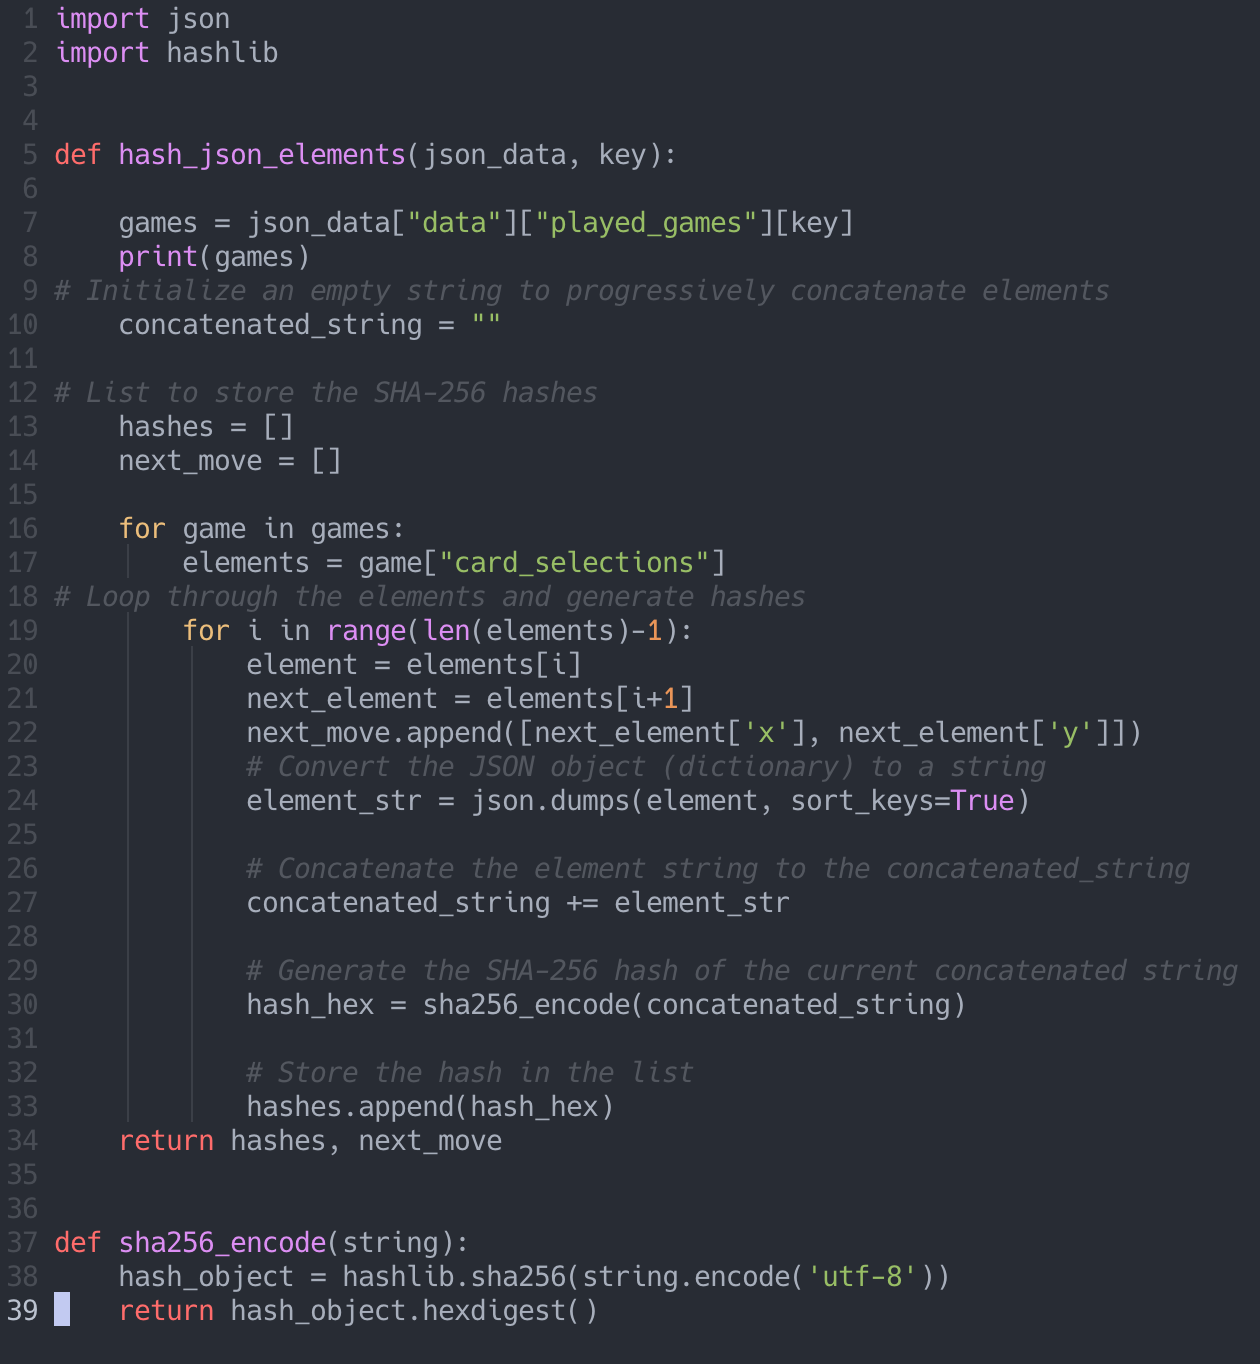 1 import json
2 import hashlib
3
4
5 def hash_json_elements(json_data, key):
6
7     games = json_data["data"]["played_games"][key]
8     print(games)
9 # Initialize an empty string to progressively concatenate elements
10     concatenated_string = ""
11
12 # List to store the SHA-256 hashes
13     hashes = []
14     next_move = []
15
16     for game in games:
17         elements = game["card_selections"]
18 # Loop through the elements and generate hashes
19         for i in range(len(elements)-1):
20             element = elements[i]
21             next_element = elements[i+1]
22             next_move.append([next_element['x'], next_element['y']])
23             # Convert the JSON object (dictionary) to a string
24             element_str = json.dumps(element, sort_keys=True)
25
26             # Concatenate the element string to the concatenated_string
27             concatenated_string += element_str
28
29             # Generate the SHA-256 hash of the current concatenated string
30             hash_hex = sha256_encode(concatenated_string)
31
32             # Store the hash in the list
33             hashes.append(hash_hex)
34     return hashes, next_move
35
36
37 def sha256_encode(string):
38     hash_object = hashlib.sha256(string.encode('utf-8'))
39     return hash_object.hexdigest()